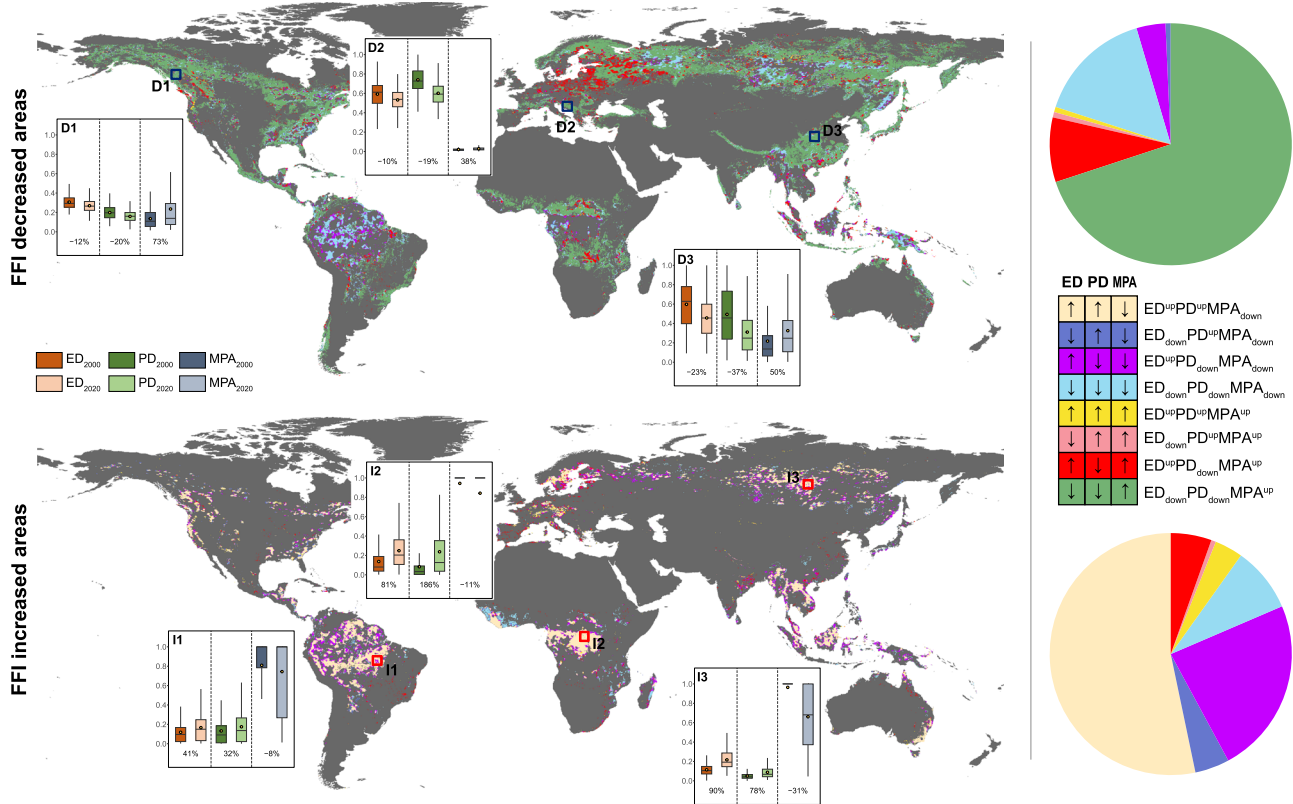 FFI decreased areas
D1
D2
D3
D1
1.0
0.8
0.6
0.4
0.2
0.0
−12%
−20%
73%
D2
1.0
0.8
0.6
0.4
0.2
0.0
−10%
−19%
38%
D3
1.0
0.8
0.6
0.4
0.2
0.0
−23%
−37%
50%
ED2000
PD2000
MPA2000
ED2020
PD2020
MPA2020
FFI increased areas
I1
I2
I3
I1
1.0
0.8
0.6
0.4
0.2
0.0
41%
32%
−8%
I2
1.0
0.8
0.6
0.4
0.2
0.0
81%
186%
−11%
I3
1.0
0.8
0.6
0.4
0.2
0.0
90%
78%
−31%
ED PD MPA
↑ ↑ ↓ EDupPDupMPAdown
↓ ↑ ↓ EDdownPDupMPAdown
↑ ↓ ↓ EDupPDdownMPAdown
↓ ↓ ↓ EDdownPDdownMPAdown
↑ ↑ ↑ EDupPDupMPAup
↓ ↑ ↑ EDdownPDupMPAup
↑ ↓ ↑ EDupPDdownMPAup
↓ ↓ ↑ EDdownPDdownMPAup